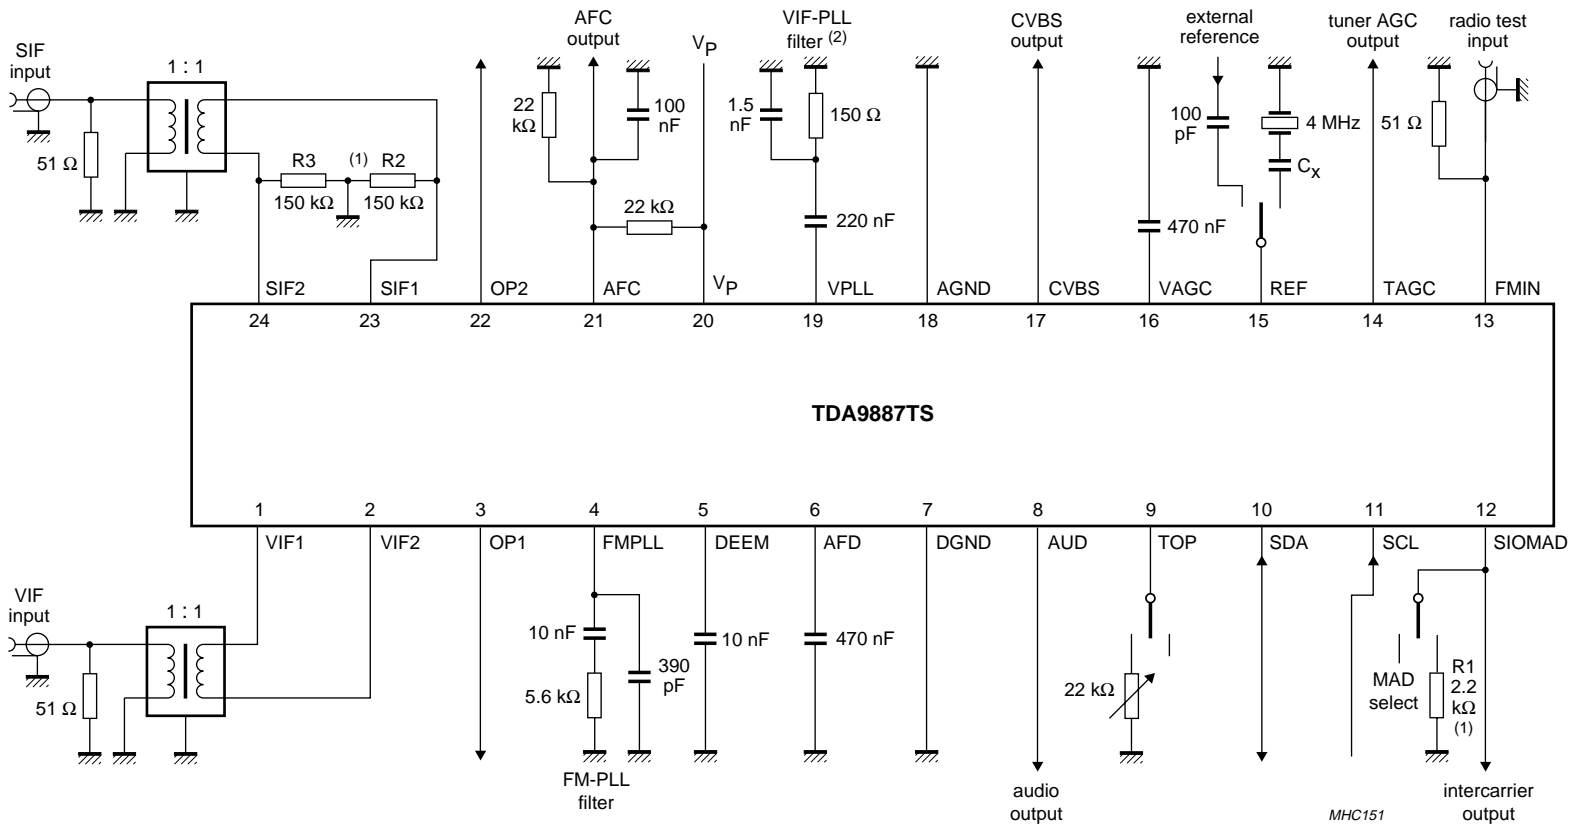 SIF
input
1 : 1
51 Ω
R3
(1)
R2
150 kΩ
150 kΩ
AFC
output
22
kΩ
100
nF
22 kΩ
VP
VIF-PLL
filter (2)
1.5
nF
150 Ω
220 nF
CVBS
output
external
reference
100
pF
4 MHz
Cx
470 nF
tuner AGC
output
51 Ω
radio test
input
SIF2
SIF1
OP2
AFC
VP
VPLL
AGND
CVBS
VAGC
REF
TAGC
FMIN
24
23
22
21
20
19
18
17
16
15
14
13
TDA9887TS
1
2
3
4
5
6
7
8
9
10
11
12
VIF1
VIF2
OP1
FMPLL
DEEM
AFD
DGND
AUD
TOP
SDA
SCL
SIOMAD
VIF
input
1 : 1
51 Ω
10 nF
5.6 kΩ
390
pF
FM-PLL
filter
10 nF
470 nF
audio
output
22 kΩ
MAD
select
R1
2.2
kΩ
(1)
intercarrier
output
MHC151